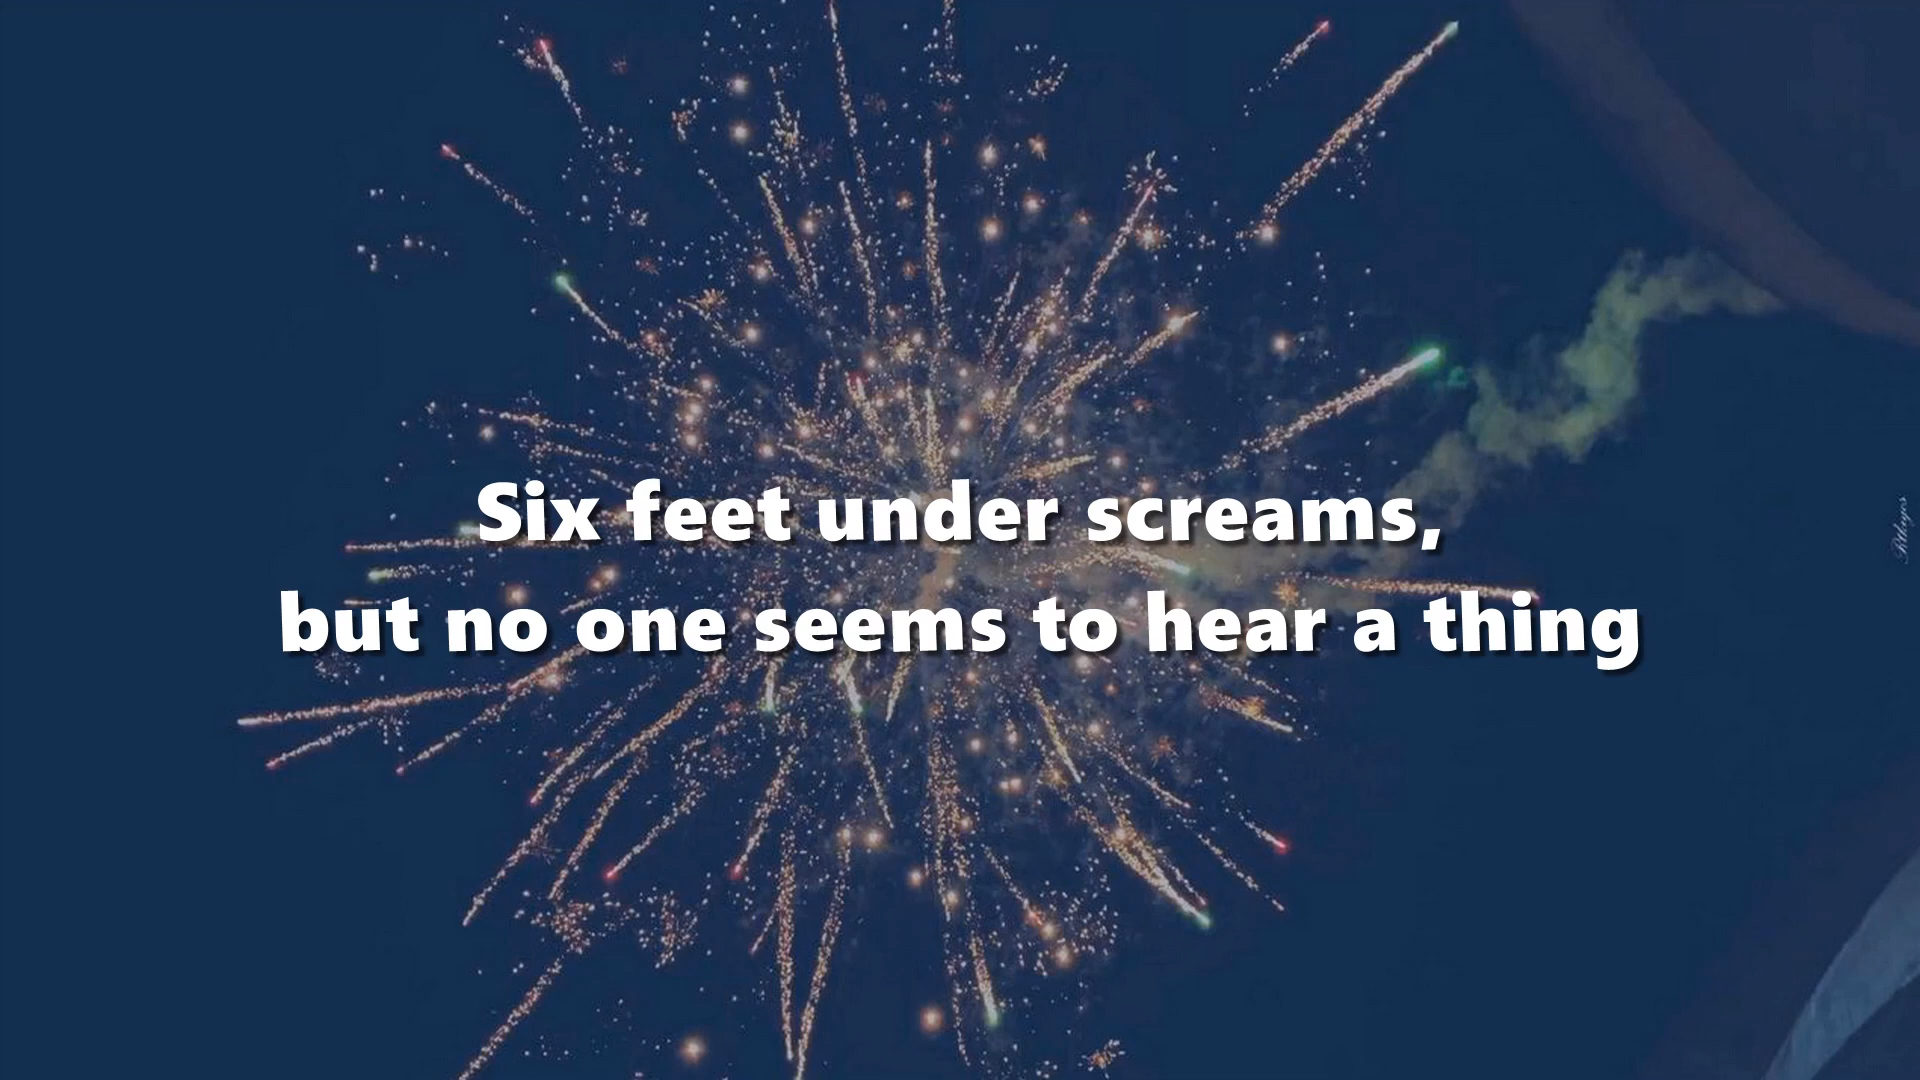 Six feet under screams,
but no one seems to hear a thing